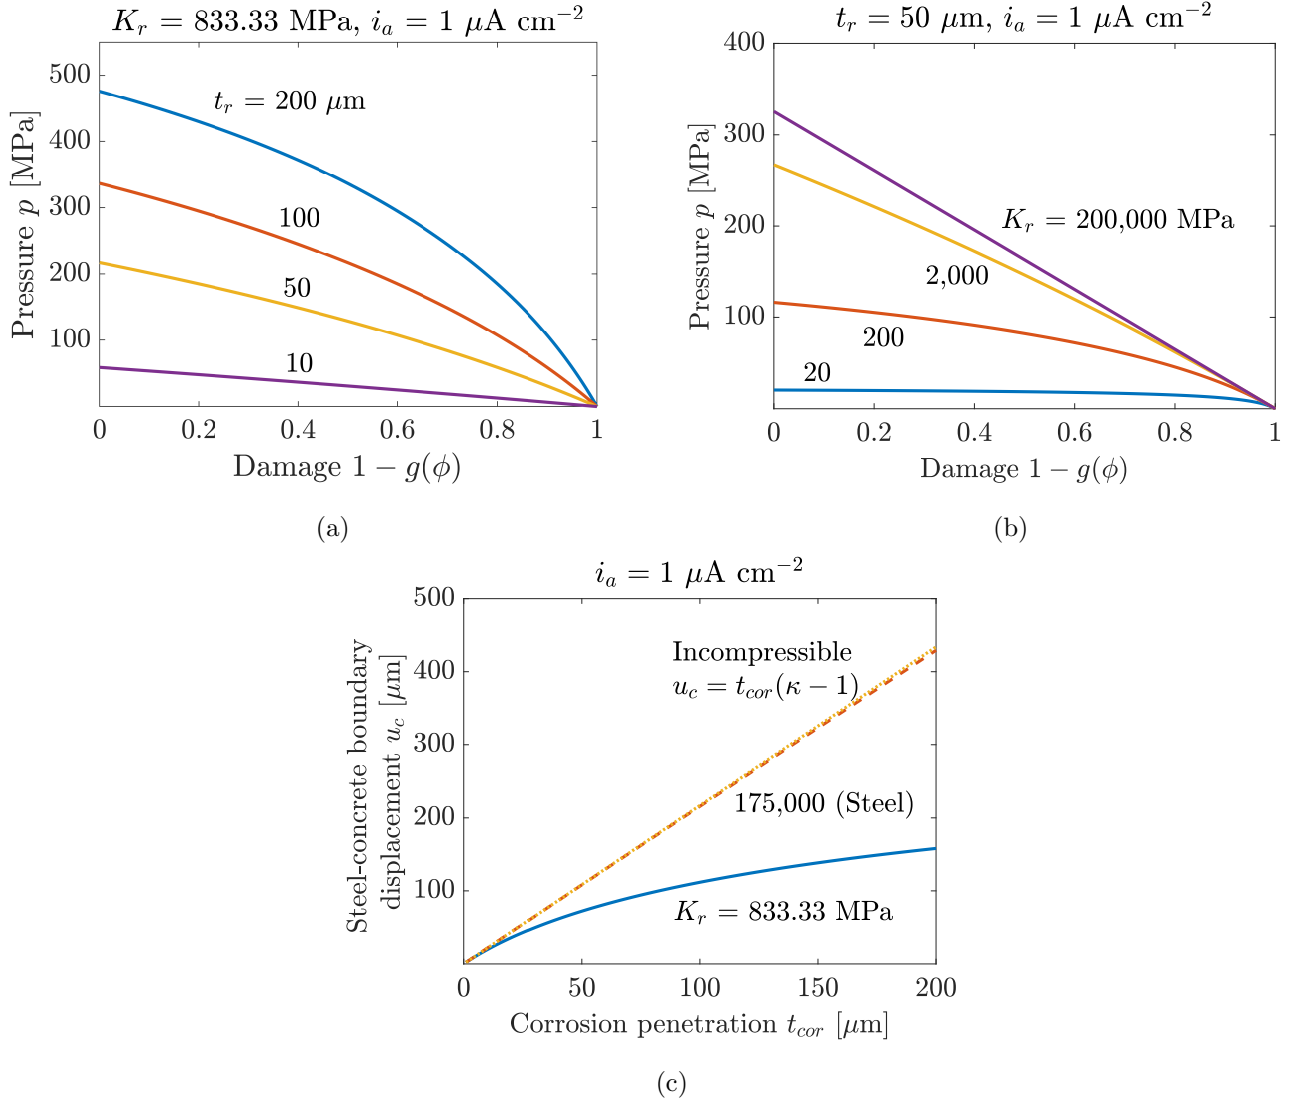 K_r = 833.33 MPa, i_a = 1 μA cm⁻²
500
400
300
200
100
Pressure p [MPa]
t_r = 200 μm
100
50
10
0 0.2 0.4 0.6 0.8 1
Damage 1 − g(ϕ)
(a)
t_r = 50 μm, i_a = 1 μA cm⁻²
400
300
200
100
Pressure p [MPa]
K_r = 200,000 MPa
2,000
200
20
0 0.2 0.4 0.6 0.8 1
Damage 1 − g(ϕ)
(b)
i_a = 1 μA cm⁻²
500
400
300
200
100
Steel-concrete boundary
displacement u_c [μm]
Incompressible
u_c = t_cor(κ − 1)
175,000 (Steel)
K_r = 833.33 MPa
0 50 100 150 200
Corrosion penetration t_cor [μm]
(c)